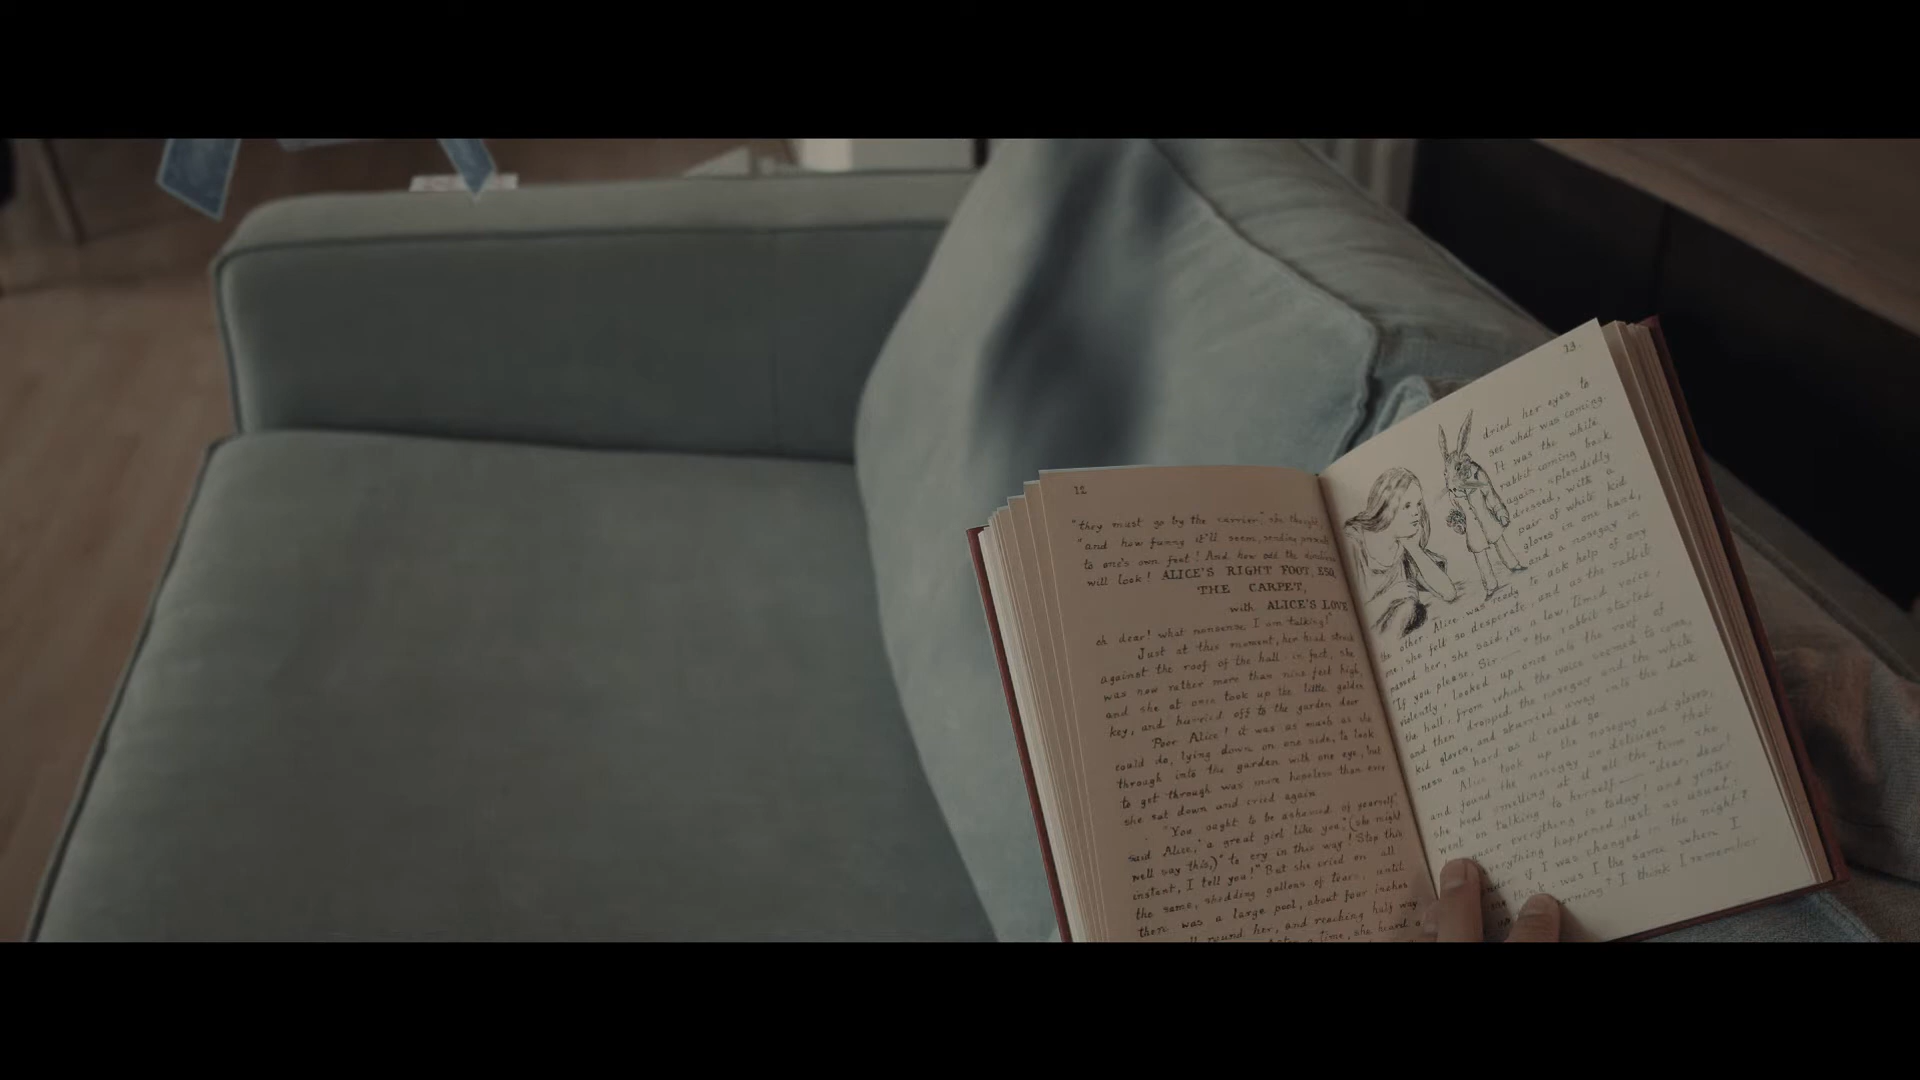 12
"they must go by the carrier," she thought,
"and how funny it'll seem, sending presents
to one's own feet! And how odd the
will look! ALICE'S RIGHT FOOT, ESQ.
THE CARPET,
with ALICE'S LOVE
oh dear! what nonsense I am talking!"
Just at this moment, her head struck
against the roof of the hall: in fact, she
was now rather more than nine feet high,
and she at once took up the little golden
key, and hurried off to the garden door
Poor Alice! it was as much as she
could do, lying down on one side, to look
through into the garden with one eye, but
to get through was more hopeless than ever
she sat down and cried again
"You ought to be ashamed of yourself,"
said Alice, "a great girl like you," (she might
well say this,) "to cry in this way! Stop this
instant, I tell you!" But she cried on all
the same, shedding gallons of tears, until
there was a large pool, about four inches
round her, and reaching half way
a time, she heard a
13
dried her eyes to
see what was coming.
It was the white
rabbit coming back
again, splendidly
dressed, with a
pair of white kid
gloves in one hand,
and a nosegay in
the other. Alice was ready to ask help of any
one, she felt so desperate, and as the rabbit
passed her, she said, in a low, timid voice,
"If you please, Sir—" the rabbit started
violently, looked up once into the roof of
the hall, from which the voice seemed to come,
and then dropped the nosegay and the white
kid gloves, and skurried away into the dark
-ness as hard as it could go.
Alice took up the nosegay and gloves,
and found the nosegay so delicious that
she kept smelling at it all the time she
went on talking to herself— "dear, dear!
queer everything is today! and yester
everything happened just as usual:
if I was changed in the night?
me think: was I the same when I
morning? I think I remember